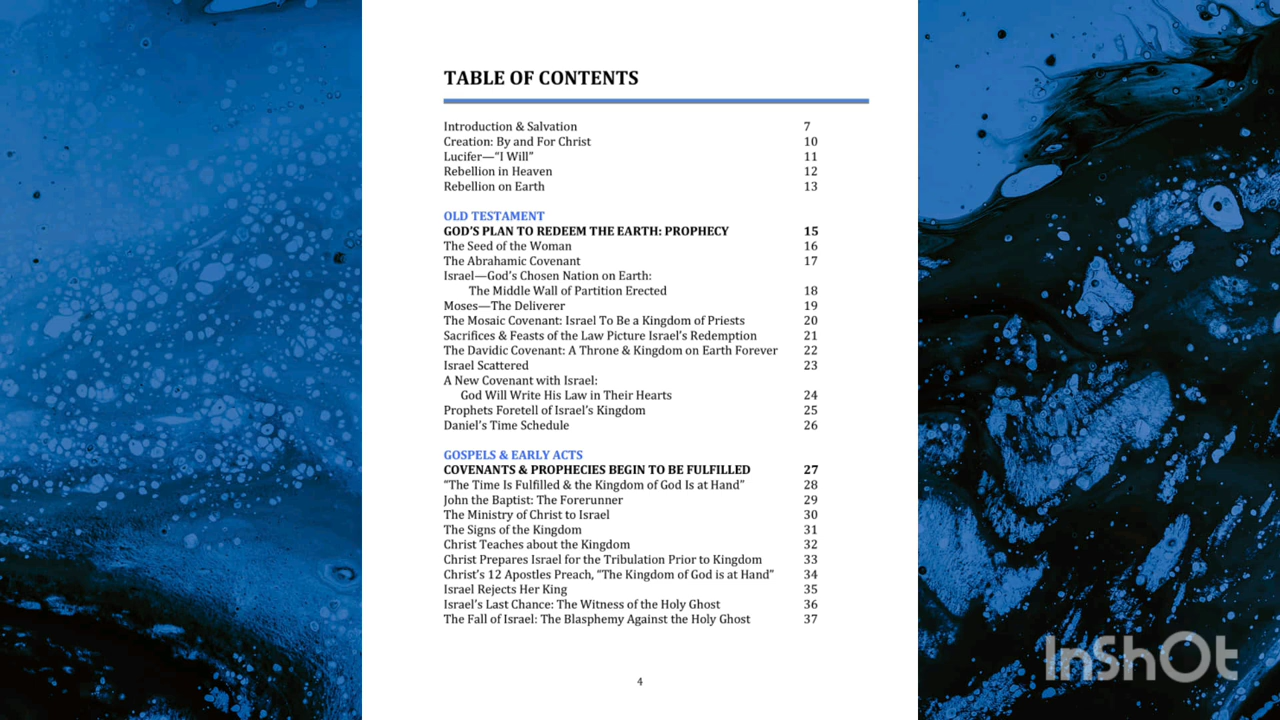 TABLE OF CONTENTS
Introduction & Salvation 7
Creation: By and For Christ 10
Lucifer—“I Will” 11
Rebellion in Heaven 12
Rebellion on Earth 13
OLD TESTAMENT
GOD’S PLAN TO REDEEM THE EARTH: PROPHECY 15
The Seed of the Woman 16
The Abrahamic Covenant 17
Israel—God’s Chosen Nation on Earth:
The Middle Wall of Partition Erected 18
Moses—The Deliverer 19
The Mosaic Covenant: Israel To Be a Kingdom of Priests 20
Sacrifices & Feasts of the Law Picture Israel’s Redemption 21
The Davidic Covenant: A Throne & Kingdom on Earth Forever 22
Israel Scattered 23
A New Covenant with Israel:
God Will Write His Law in Their Hearts 24
Prophets Foretell of Israel’s Kingdom 25
Daniel’s Time Schedule 26
GOSPELS & EARLY ACTS
COVENANTS & PROPHECIES BEGIN TO BE FULFILLED 27
“The Time Is Fulfilled & the Kingdom of God Is at Hand” 28
John the Baptist: The Forerunner 29
The Ministry of Christ to Israel 30
The Signs of the Kingdom 31
Christ Teaches about the Kingdom 32
Christ Prepares Israel for the Tribulation Prior to Kingdom 33
Christ’s 12 Apostles Preach, “The Kingdom of God is at Hand” 34
Israel Rejects Her King 35
Israel’s Last Chance: The Witness of the Holy Ghost 36
The Fall of Israel: The Blasphemy Against the Holy Ghost 37
4
InShOt